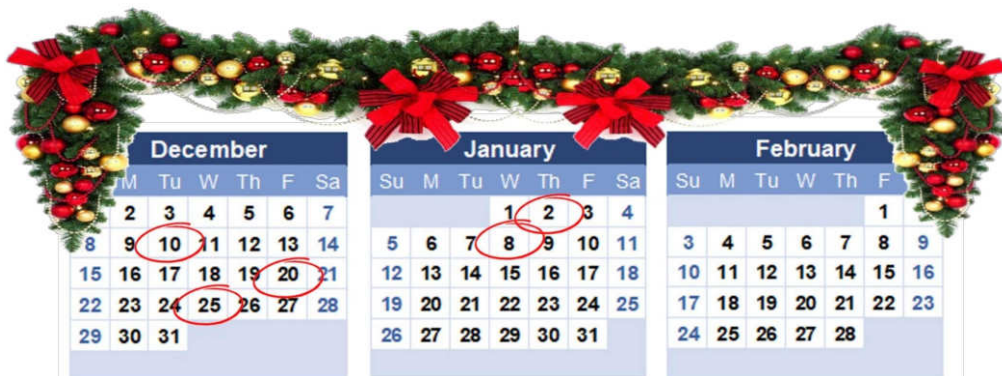 December
M Tu W Th F Sa
2 3 4 5 6 7
8 9 10 11 12 13 14
15 16 17 18 19 20 21
22 23 24 25 26 27 28
29 30 31
January
Su M Tu W Th F Sa
1 2 3 4
5 6 7 8 9 10 11
12 13 14 15 16 17 18
19 20 21 22 23 24 25
26 27 28 29 30 31
February
Su M Tu W Th F
1
3 4 5 6 7 8 9
10 11 12 13 14 15 16
17 18 19 20 21 22 23
24 25 26 27 28